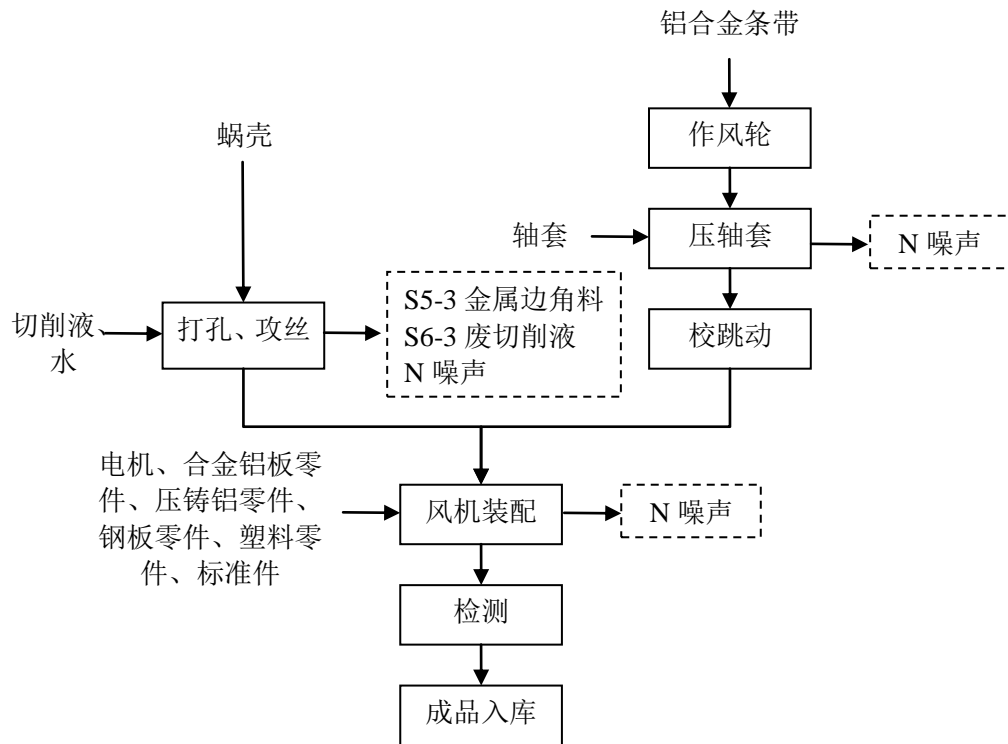 铝合金条带
作风轮
蜗壳
轴套
压轴套
N 噪声
切削液、
水
打孔、攻丝
S5-3 金属边角料
S6-3 废切削液
N 噪声
校跳动
电机、合金铝板零
件、压铸铝零件、
钢板零件、塑料零
件、标准件
风机装配
N 噪声
检测
成品入库